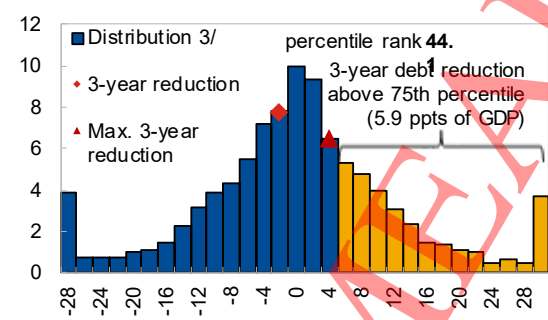 12
10
8
6
4
2
0
Distribution 3/
3-year reduction
Max. 3-year
reduction
percentile rank 44.
1
3-year debt reduction
above 75th percentile
(5.9 ppts of GDP)
-28 -24 -20 -16 -12 -8 -4 0 4 8 12 16 20 24 28